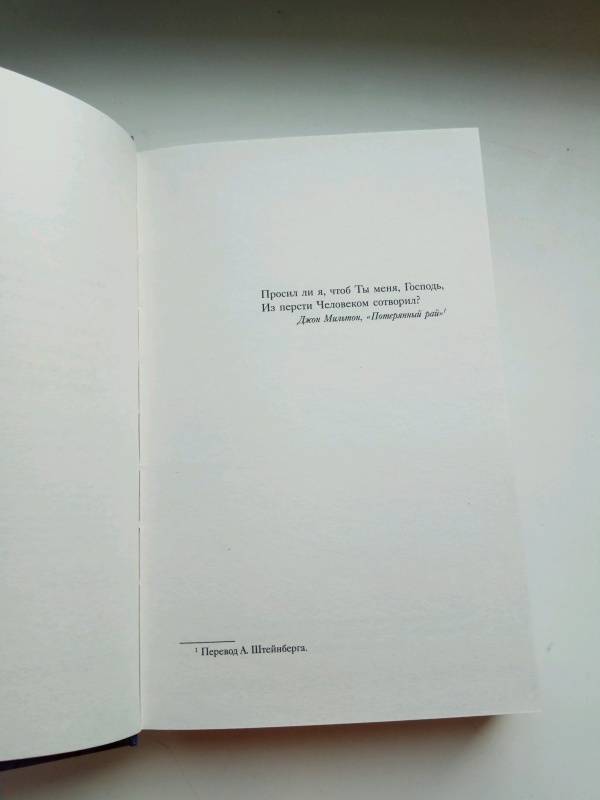 Просил ли я, чтоб Ты меня, Господь,
Из персти Человеком сотворил?
Джон Мильтон, «Потерянный рай»¹
¹ Перевод А. Штейнберга.